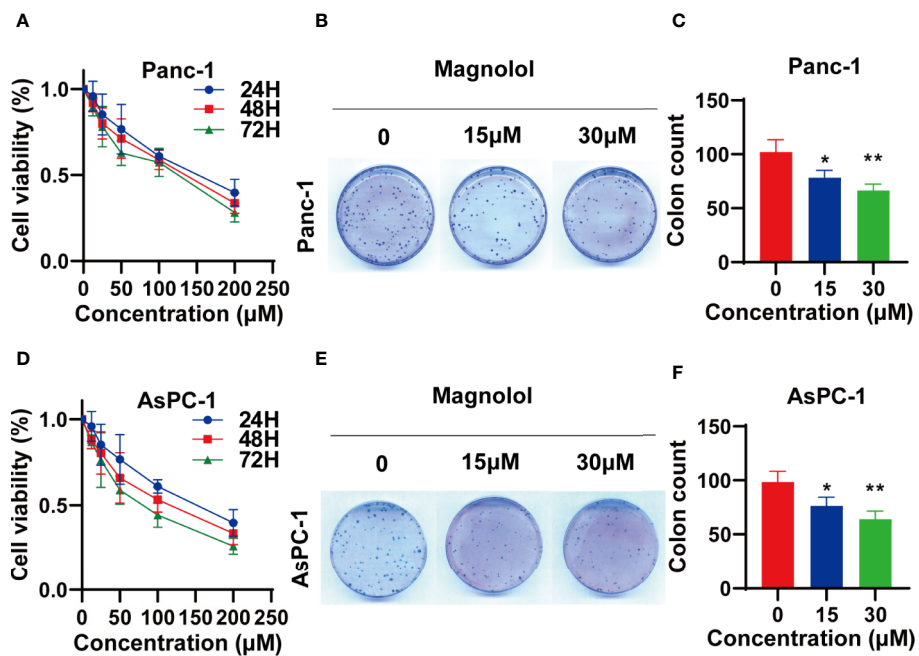 A
Panc-1
24H
48H
72H
Cell viability (%)
1.0
0.5
0.0
0 50 100 150 200 250
Concentration (μM)
B
Magnolol
0 15μM 30μM
Panc-1
C
Panc-1
Colon count
150
100
50
0
* **
0 15 30
Concentration (μM)
D
AsPC-1
24H
48H
72H
Cell viability (%)
1.0
0.5
0.0
0 50 100 150 200 250
Concentration (μM)
E
Magnolol
0 15μM 30μM
AsPC-1
F
AsPC-1
Colon count
150
100
50
0
* **
0 15 30
Concentration (μM)